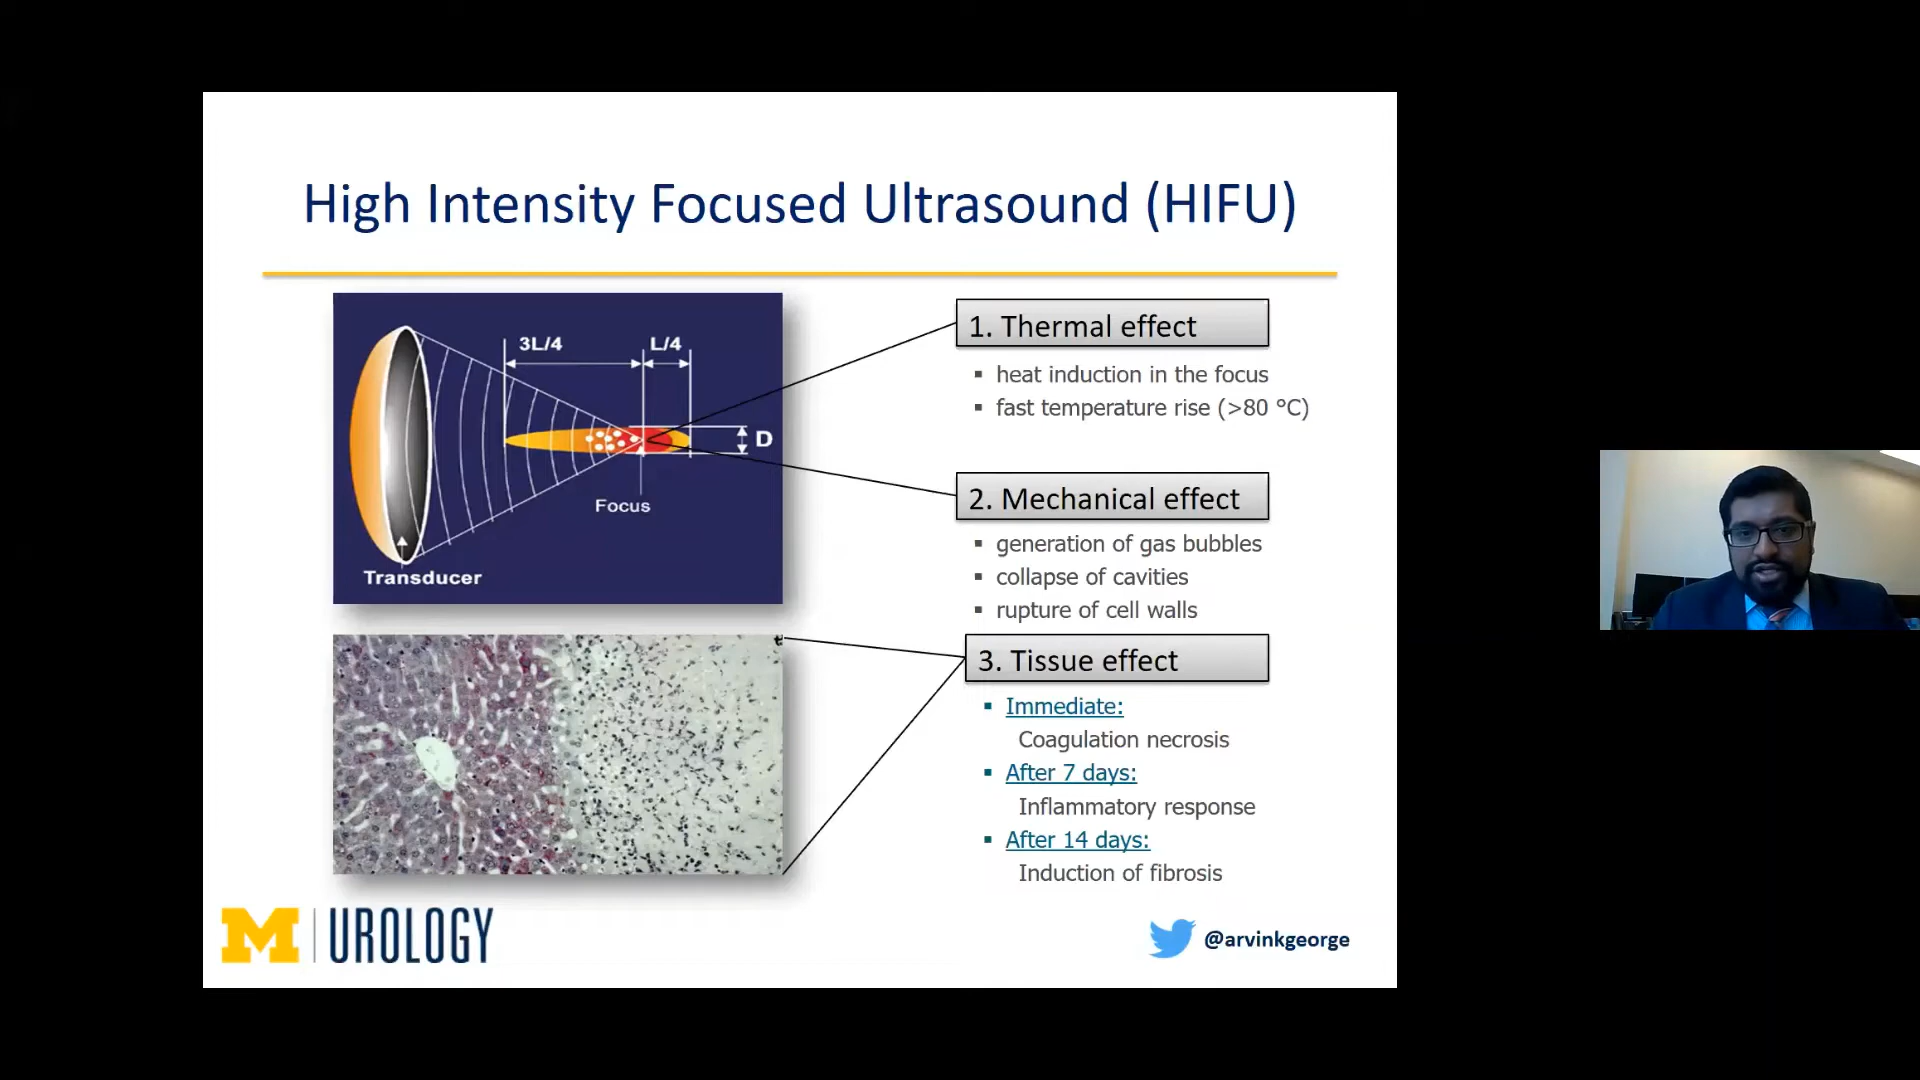 High Intensity Focused Ultrasound (HIFU)
3L/4
L/4
D
Focus
Transducer
1. Thermal effect
heat induction in the focus
fast temperature rise (>80 °C)
2. Mechanical effect
generation of gas bubbles
collapse of cavities
rupture of cell walls
3. Tissue effect
Immediate:
Coagulation necrosis
After 7 days:
Inflammatory response
After 14 days:
Induction of fibrosis
M UROLOGY
@arvinkgeorge